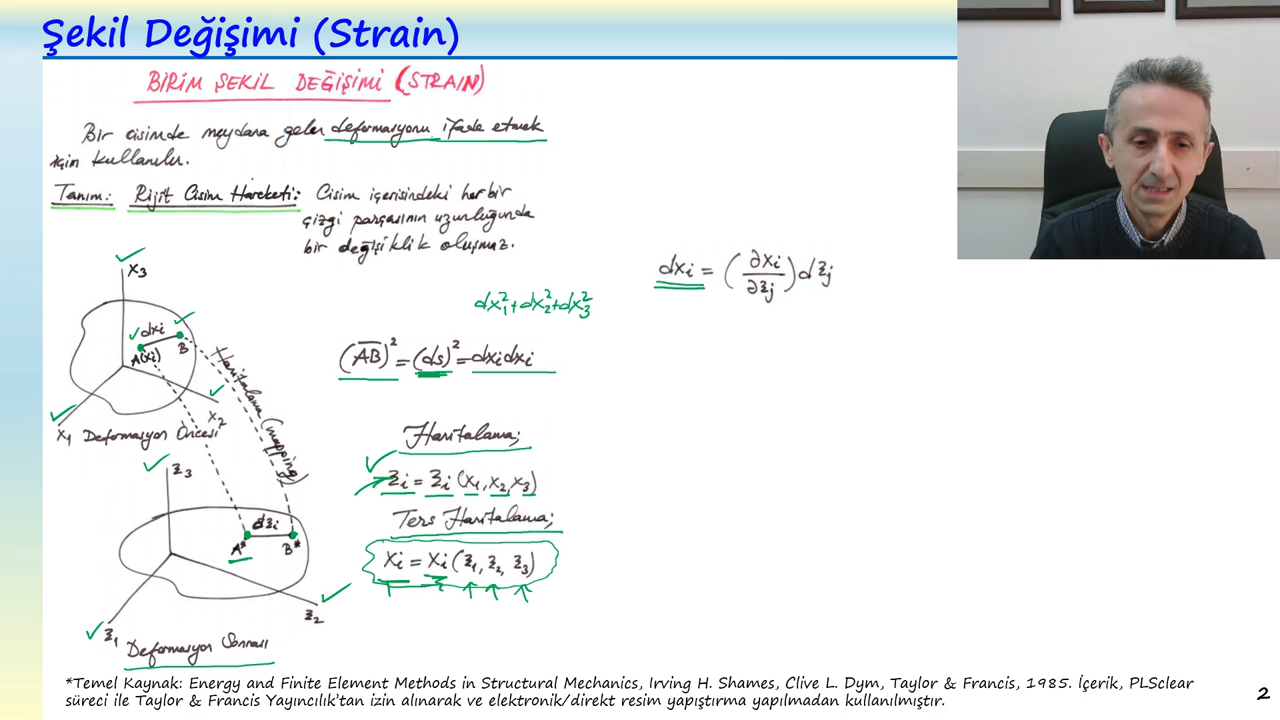 Şekil Değişimi (Strain)
BİRİM ŞEKİL DEĞİŞİMİ (STRAIN)
Bir cisimde meydana gelen deformasyonu ifade etmek
için kullanılır.
Tanım: Rijit Cisim Hareketi: Cisim içerisindeki her bir
çizgi parçasının uzunluğunda
bir değişiklik oluşmaz.
x₃
dxi
A(xi) B
x₁ x₂
Deformasyon Öncesi
Haritalama (mapping)
ξ₃
dξi
A* B*
ξ₁ ξ₂
Deformasyon Sonrası
dx₁²+dx₂²+dx₃²
(AB)² = (ds)² = dxidxi
Haritalama;
ξi = ξi (x₁, x₂, x₃)
Ters Haritalama;
xi = xi (ξ₁, ξ₂, ξ₃)
dxi = (∂xi/∂ξj) dξj
*Temel Kaynak: Energy and Finite Element Methods in Structural Mechanics, Irving H. Shames, Clive L. Dym, Taylor & Francis, 1985. İçerik, PLSclear
süreci ile Taylor & Francis Yayıncılık'tan izin alınarak ve elektronik/direkt resim yapıştırma yapılmadan kullanılmıştır.
2